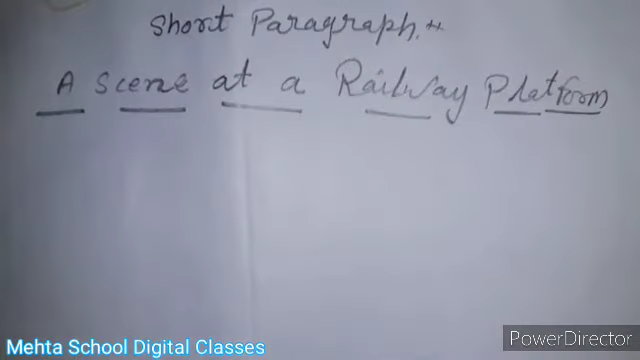 Short Paragraph.**
A Scene at a Railway Platform
Mehta School Digital Classes
PowerDirector